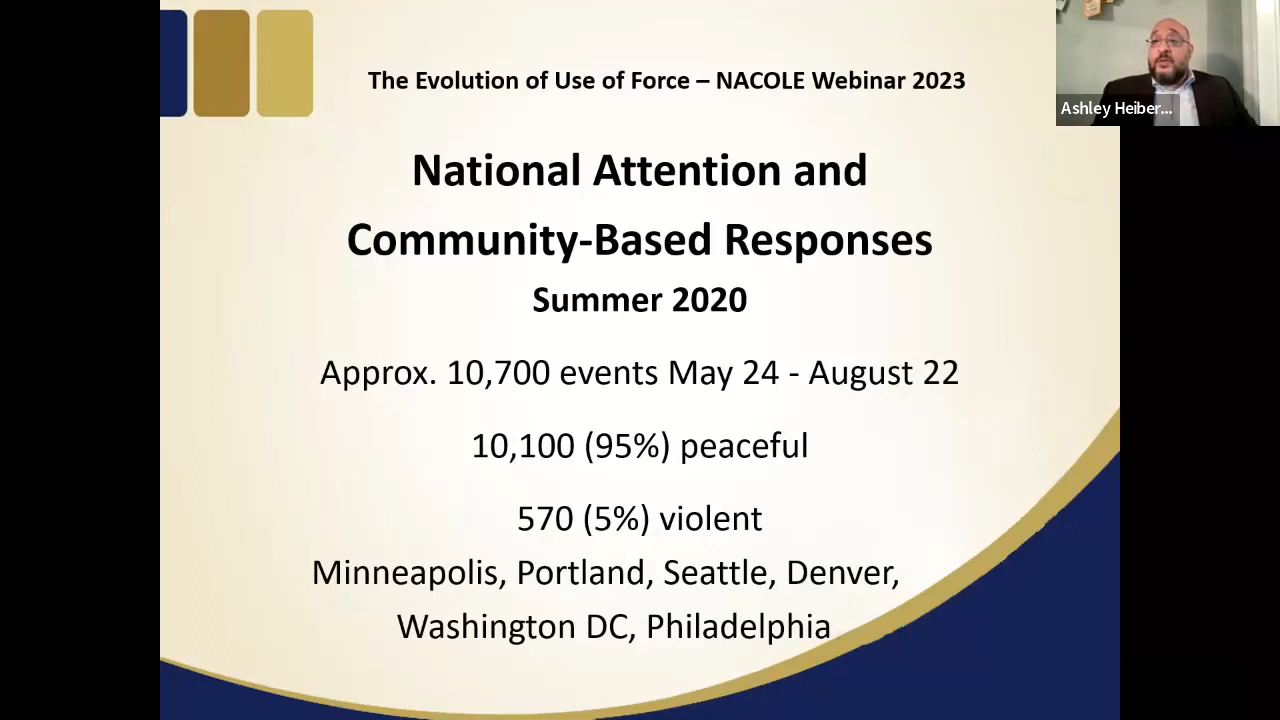 The Evolution of Use of Force – NACOLE Webinar 2023
Ashley Heiber...
National Attention and
Community-Based Responses
Summer 2020
Approx. 10,700 events May 24 - August 22
10,100 (95%) peaceful
570 (5%) violent
Minneapolis, Portland, Seattle, Denver,
Washington DC, Philadelphia